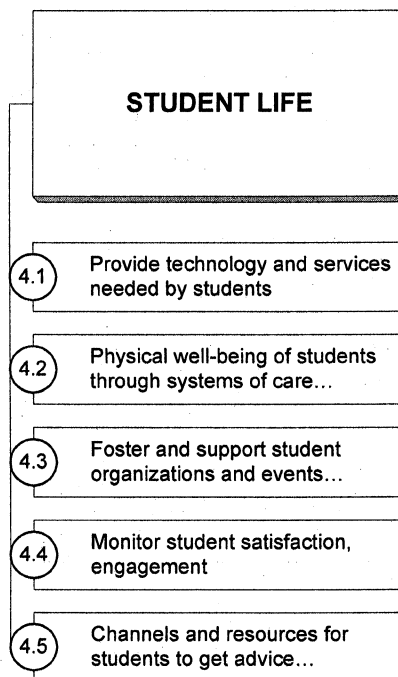 STUDENT LIFE
4.1
Provide technology and services
needed by students
4.2
Physical well-being of students
through systems of care...
4.3
Foster and support student
organizations and events...
4.4
Monitor student satisfaction,
engagement
4.5
Channels and resources for
students to get advice...